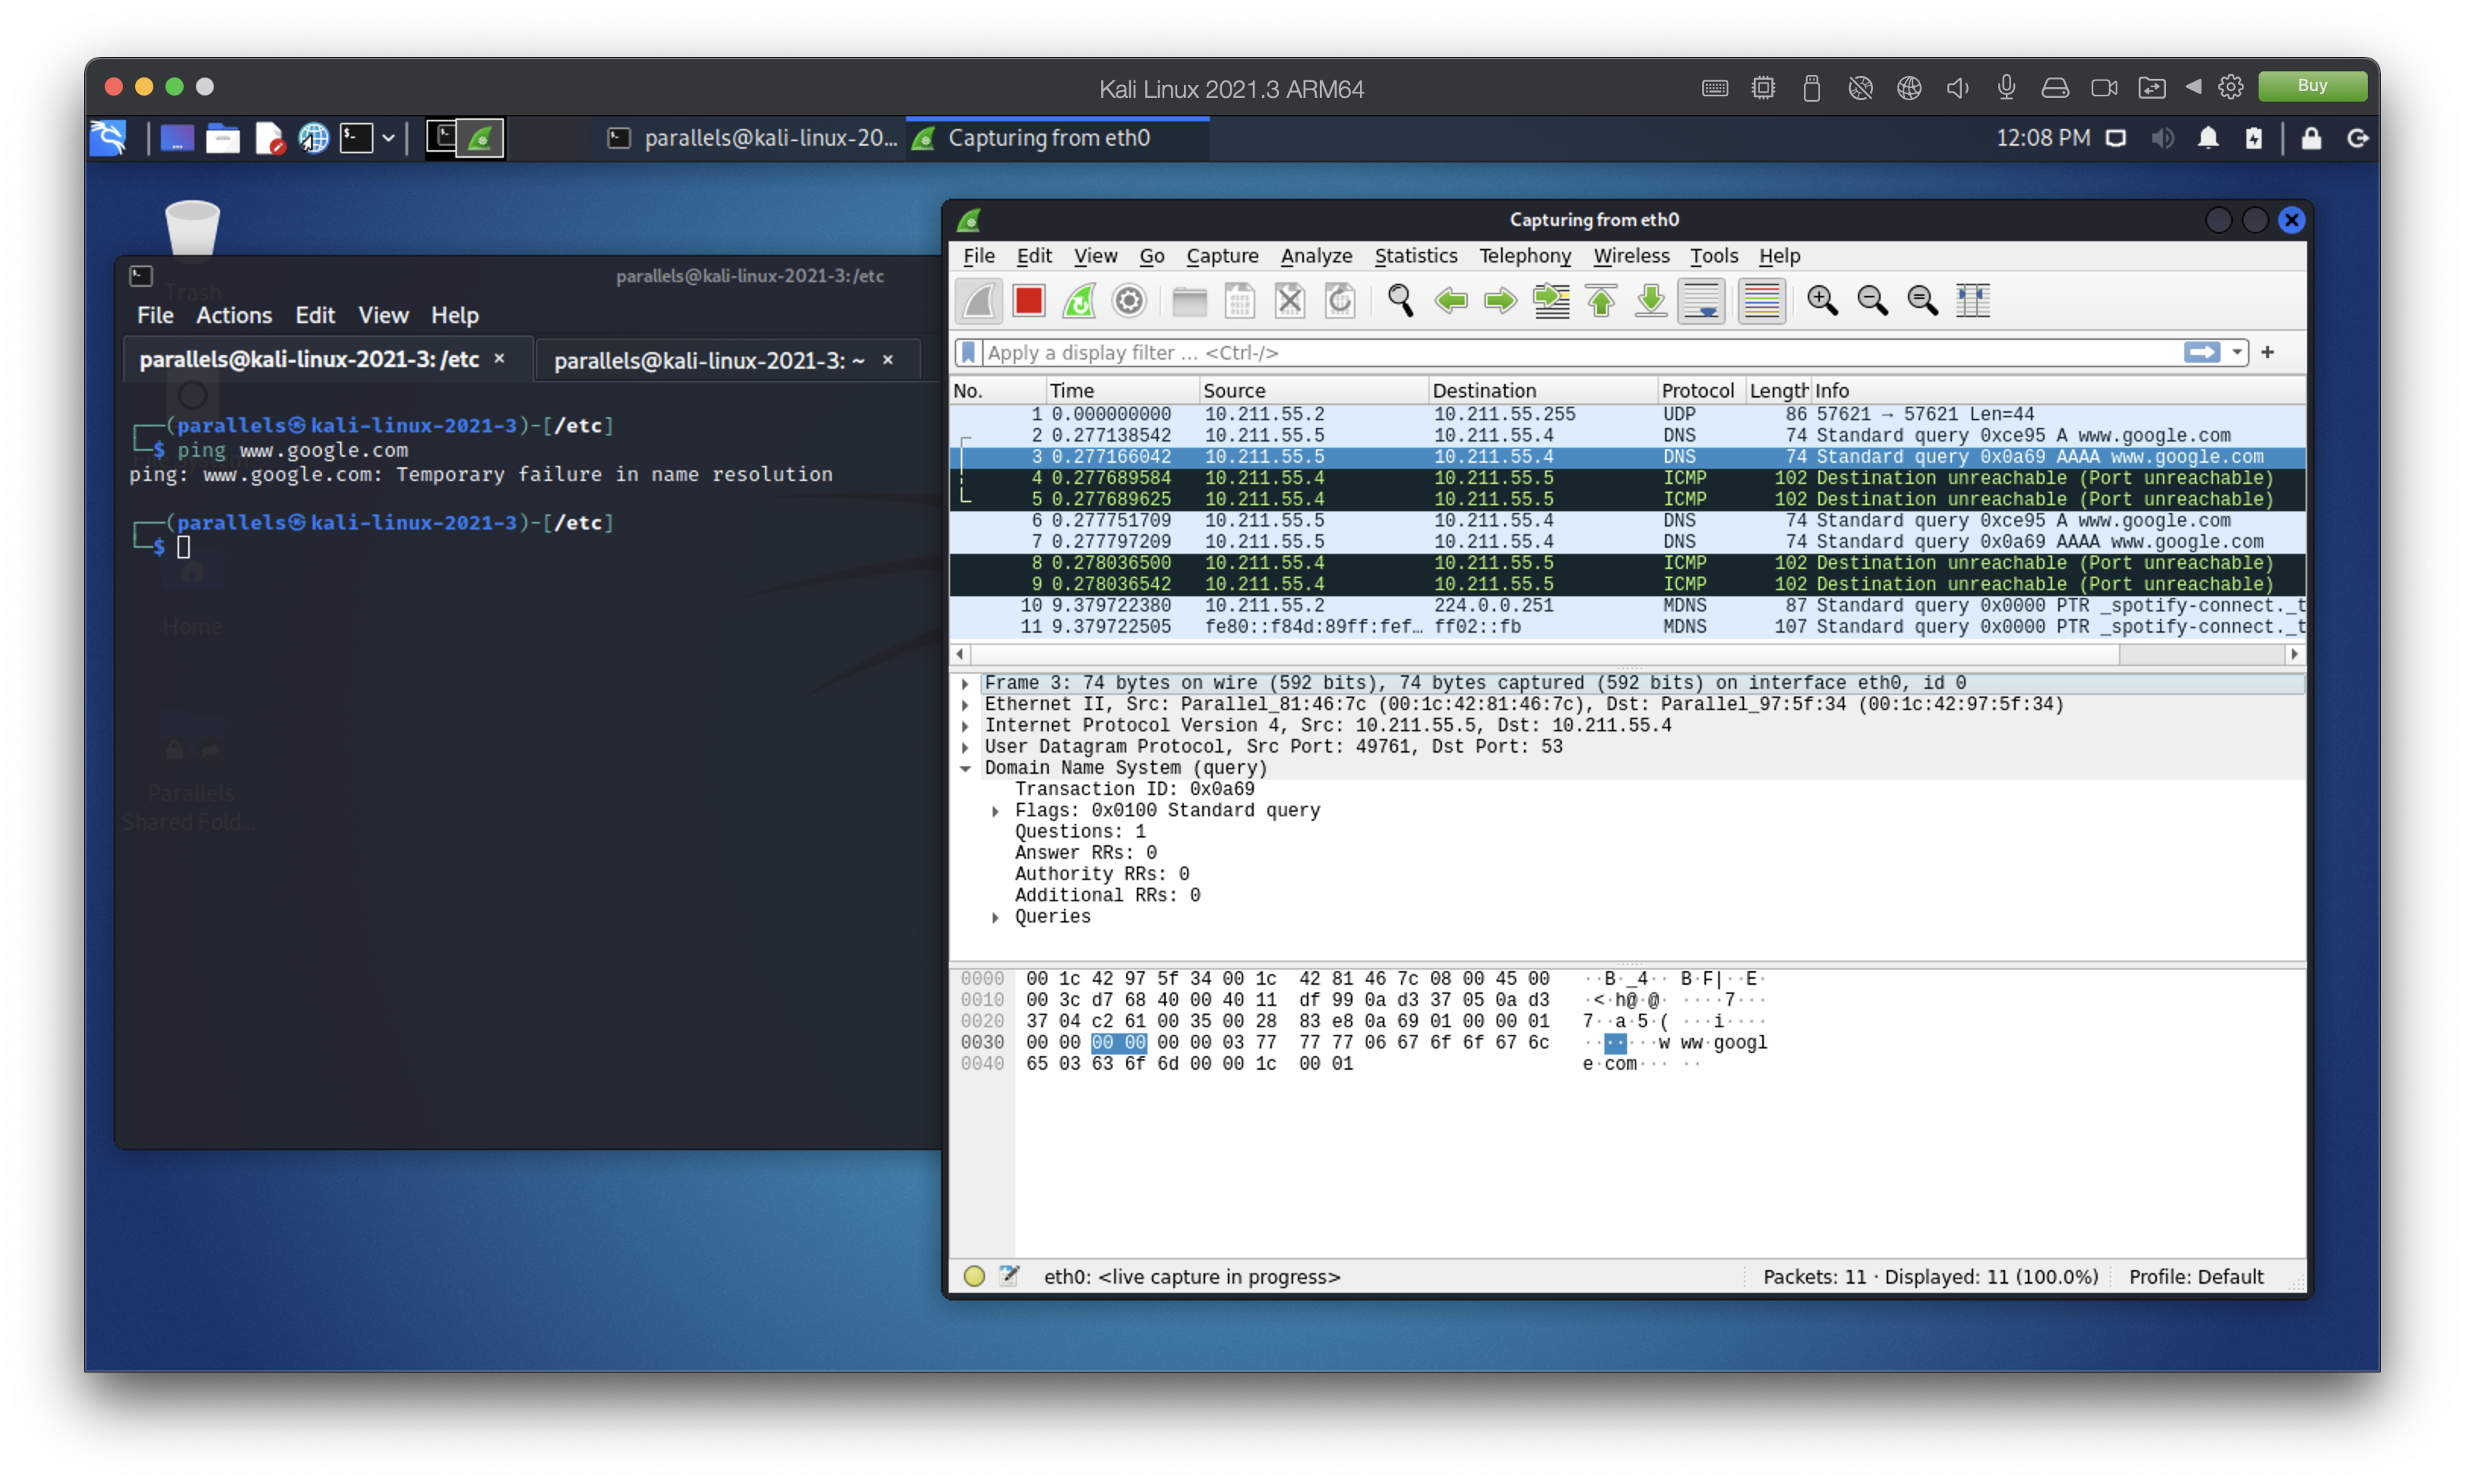 Kali Linux 2021.3 ARM64
Buy
parallels@kali-linux-20...
Capturing from eth0
12:08 PM
Trash
parallels@kali-linux-2021-3: /etc
File Actions Edit View Help
parallels@kali-linux-2021-3: /etc ×
parallels@kali-linux-2021-3: ~ ×
(parallels㉿kali-linux-2021-3)-[/etc]
$ ping www.google.com
ping: www.google.com: Temporary failure in name resolution
(parallels㉿kali-linux-2021-3)-[/etc]
$
Home
Parallels
Shared Fold...
Capturing from eth0
File Edit View Go Capture Analyze Statistics Telephony Wireless Tools Help
Apply a display filter ... <Ctrl-/>
No. Time Source Destination Protocol Length Info
1 0.000000000 10.211.55.2 10.211.55.255 UDP 86 57621 → 57621 Len=44
2 0.277138542 10.211.55.5 10.211.55.4 DNS 74 Standard query 0xce95 A www.google.com
3 0.277166042 10.211.55.5 10.211.55.4 DNS 74 Standard query 0x0a69 AAAA www.google.com
4 0.277689584 10.211.55.4 10.211.55.5 ICMP 102 Destination unreachable (Port unreachable)
5 0.277689625 10.211.55.4 10.211.55.5 ICMP 102 Destination unreachable (Port unreachable)
6 0.277751709 10.211.55.5 10.211.55.4 DNS 74 Standard query 0xce95 A www.google.com
7 0.277797209 10.211.55.5 10.211.55.4 DNS 74 Standard query 0x0a69 AAAA www.google.com
8 0.278036500 10.211.55.4 10.211.55.5 ICMP 102 Destination unreachable (Port unreachable)
9 0.278036542 10.211.55.4 10.211.55.5 ICMP 102 Destination unreachable (Port unreachable)
10 9.379722380 10.211.55.2 224.0.0.251 MDNS 87 Standard query 0x0000 PTR _spotify-connect._t
11 9.379722505 fe80::f84d:89ff:fef... ff02::fb MDNS 107 Standard query 0x0000 PTR _spotify-connect._t
Frame 3: 74 bytes on wire (592 bits), 74 bytes captured (592 bits) on interface eth0, id 0
Ethernet II, Src: Parallel_81:46:7c (00:1c:42:81:46:7c), Dst: Parallel_97:5f:34 (00:1c:42:97:5f:34)
Internet Protocol Version 4, Src: 10.211.55.5, Dst: 10.211.55.4
User Datagram Protocol, Src Port: 49761, Dst Port: 53
Domain Name System (query)
Transaction ID: 0x0a69
Flags: 0x0100 Standard query
Questions: 1
Answer RRs: 0
Authority RRs: 0
Additional RRs: 0
Queries
0000 00 1c 42 97 5f 34 00 1c 42 81 46 7c 08 00 45 00 ··B·_4·· B·F|··E·
0010 00 3c d7 68 40 00 40 11 df 99 0a d3 37 05 0a d3 ·<·h@·@· ····7···
0020 37 04 c2 61 00 35 00 28 83 e8 0a 69 01 00 00 01 7··a·5·( ···i····
0030 00 00 00 00 00 00 03 77 77 77 06 67 6f 6f 67 6c ·······w ww·googl
0040 65 03 63 6f 6d 00 00 1c 00 01 e·com··· ··
eth0: <live capture in progress>
Packets: 11 · Displayed: 11 (100.0%)
Profile: Default